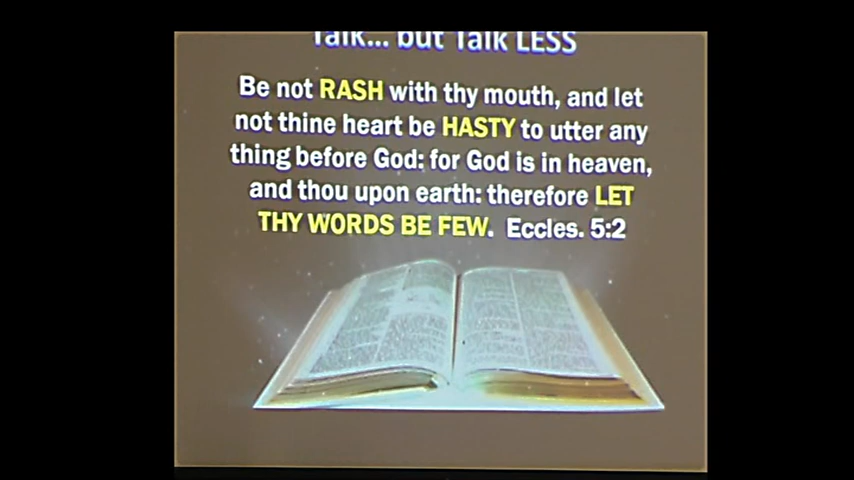 Talk... but Talk LESS
Be not RASH with thy mouth, and let
not thine heart be HASTY to utter any
thing before God: for God is in heaven,
and thou upon earth: therefore LET
THY WORDS BE FEW. Eccles. 5:2